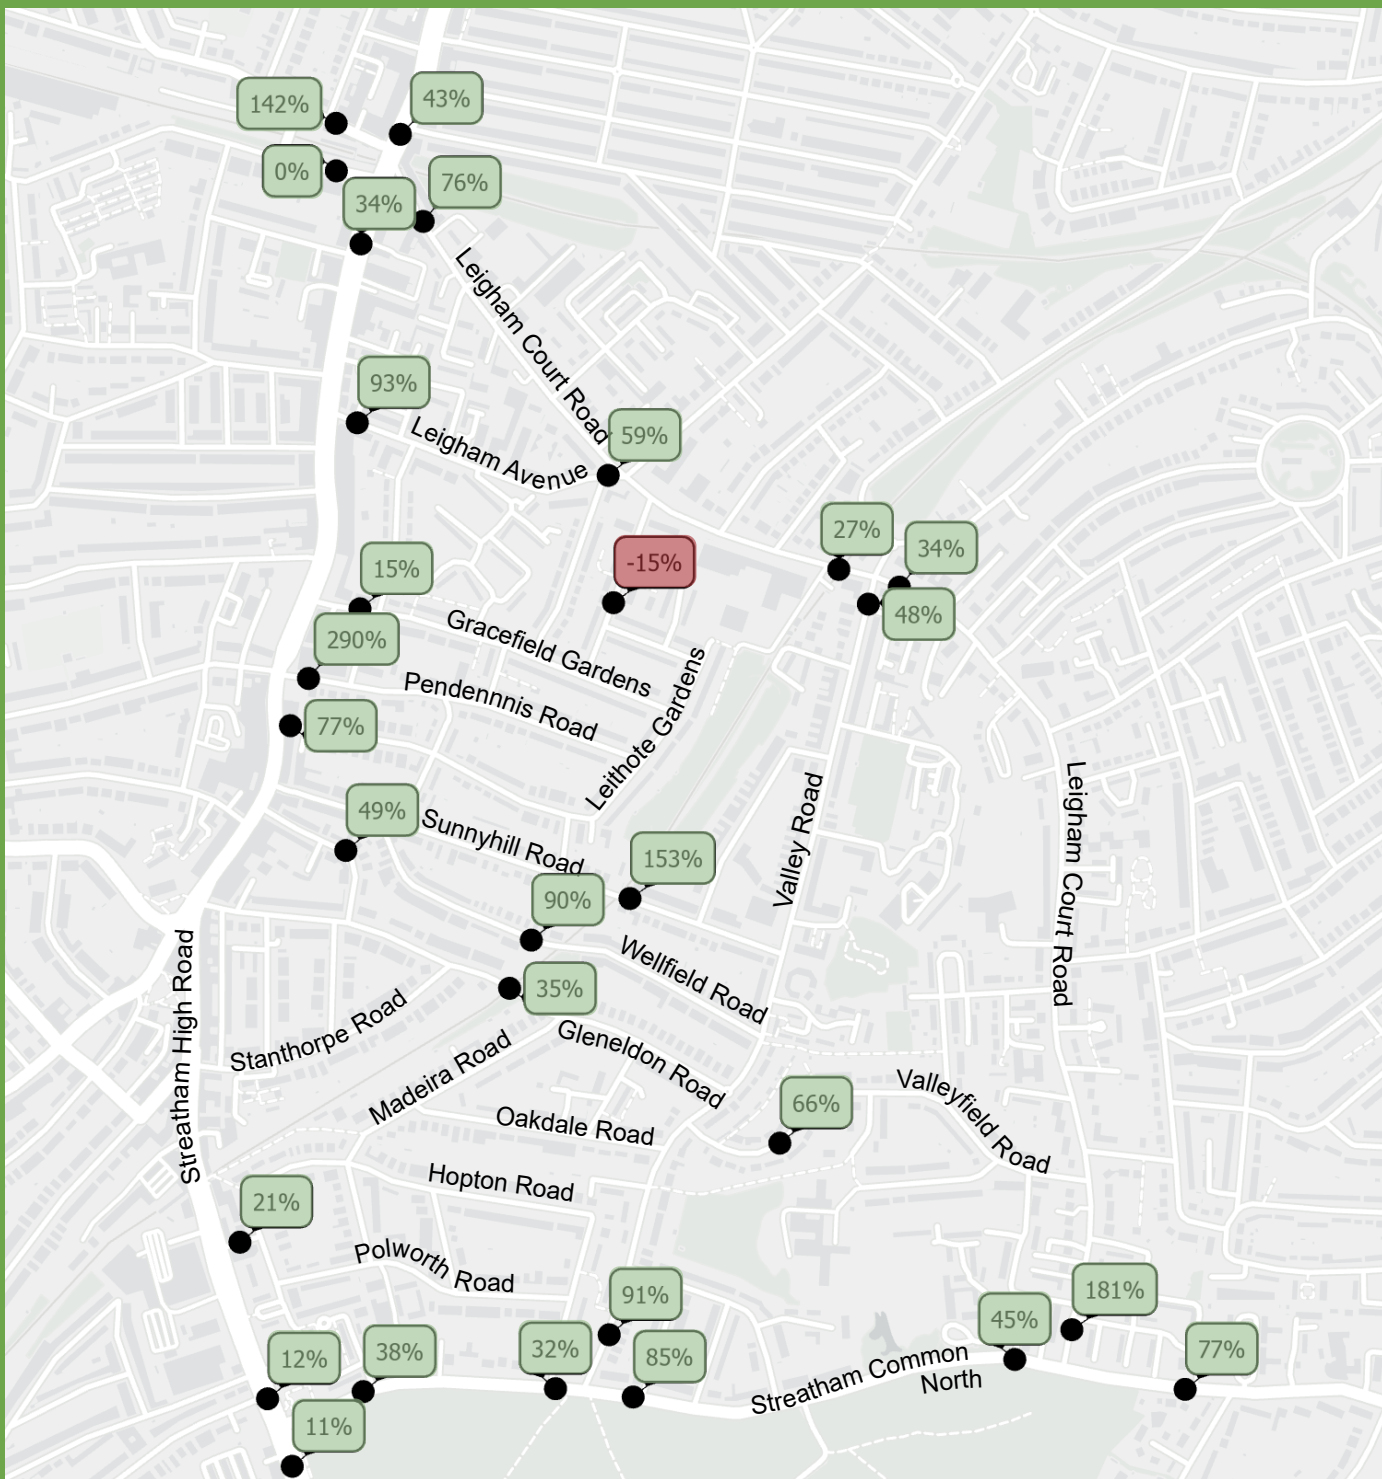 142%
43%
0%
76%
34%
Leigham Court Road
93%
Leigham Avenue
59%
27%
34%
15%
-15%
48%
290%
Gracefield Gardens
Pendennnis Road
77%
Leithote Gardens
49%
Sunnyhill Road
Valley Road
Leigham Court Road
153%
90%
Wellfield Road
35%
Streatham High Road
Stanthorpe Road
Madeira Road
Gleneldon Road
66%
Valleyfield Road
Oakdale Road
Hopton Road
21%
Polworth Road
91%
181%
45%
12%
38%
32%
85%
77%
Streatham Common
North
11%